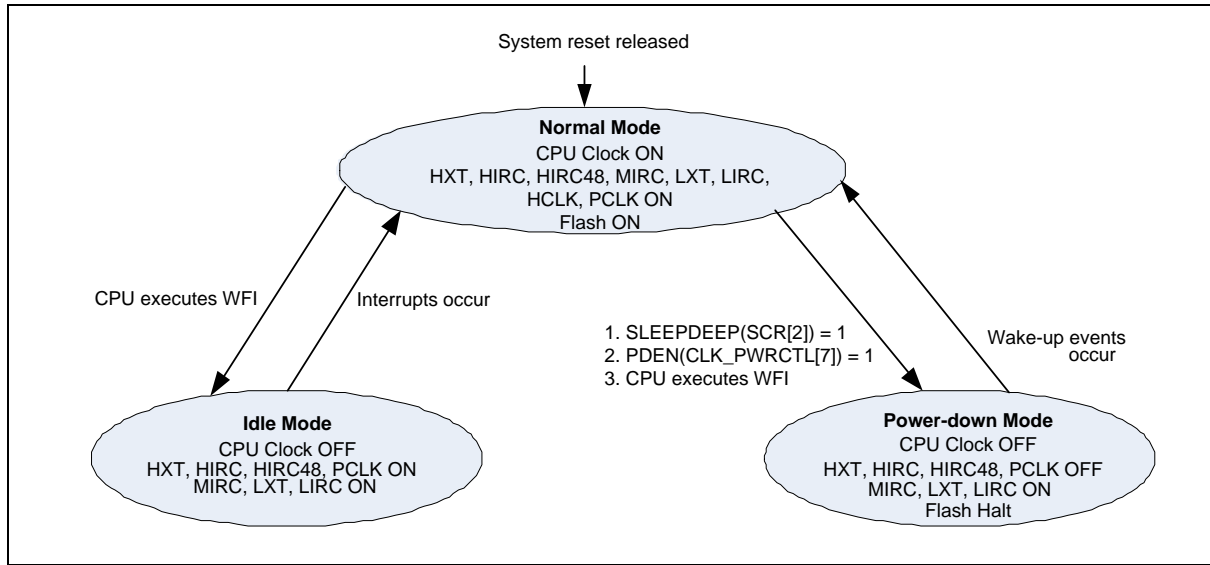 System reset released
Normal Mode
CPU Clock ON
HXT, HIRC, HIRC48, MIRC, LXT, LIRC,
HCLK, PCLK ON
Flash ON
CPU executes WFI
Interrupts occur
1. SLEEPDEEP(SCR[2]) = 1
2. PDEN(CLK_PWRCTL[7]) = 1
3. CPU executes WFI
Wake-up events
occur
Idle Mode
CPU Clock OFF
HXT, HIRC, HIRC48, PCLK ON
MIRC, LXT, LIRC ON
Power-down Mode
CPU Clock OFF
HXT, HIRC, HIRC48, PCLK OFF
MIRC, LXT, LIRC ON
Flash Halt